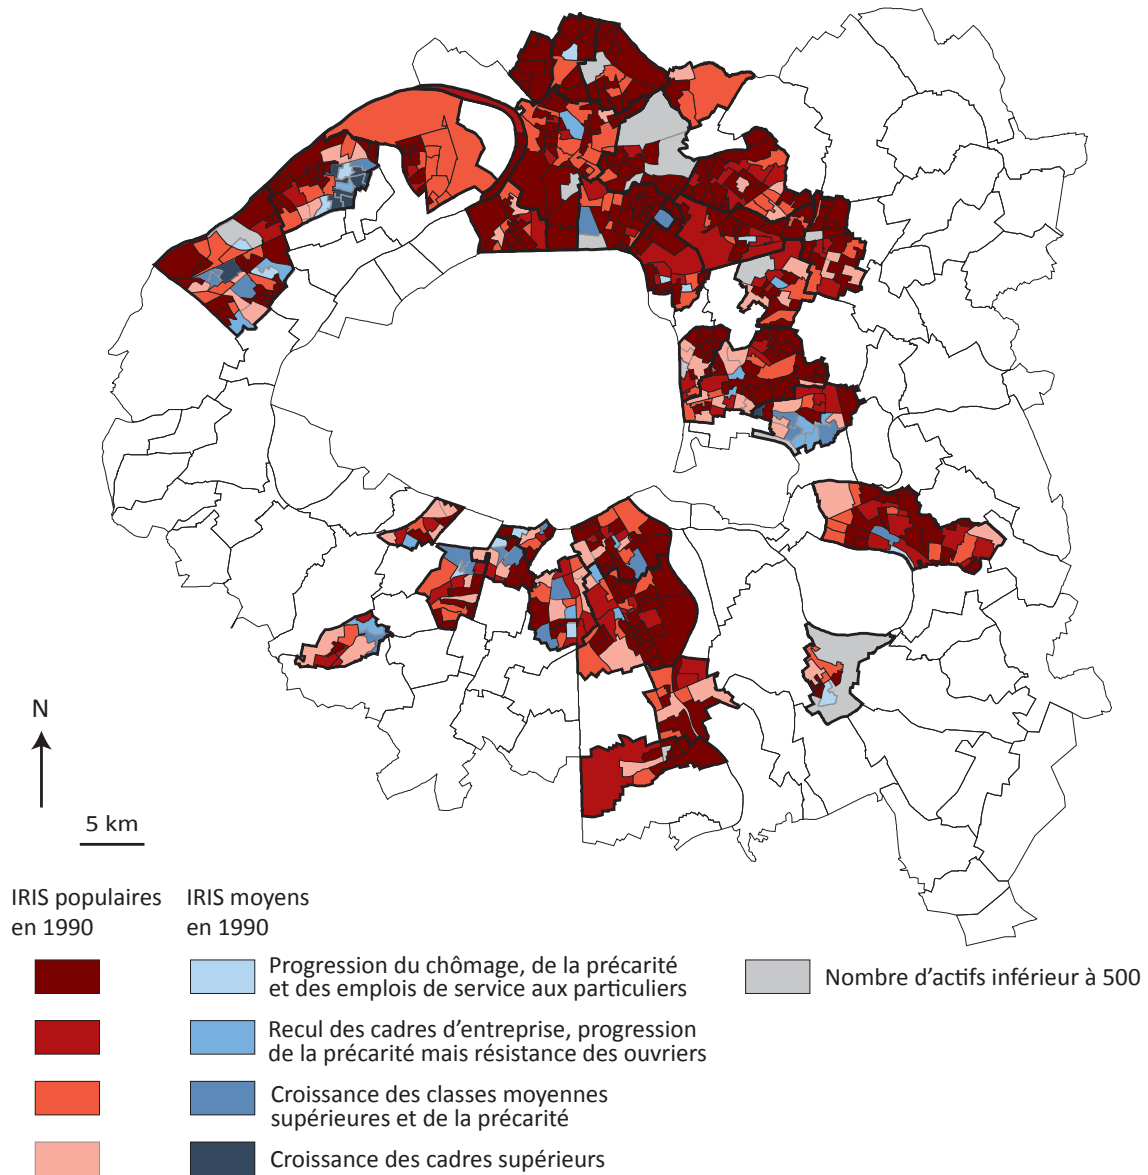 N
5 km
IRIS populaires
en 1990
IRIS moyens
en 1990
Progression du chômage, de la précarité
et des emplois de service aux particuliers
Recul des cadres d'entreprise, progression
de la précarité mais résistance des ouvriers
Croissance des classes moyennes
supérieures et de la précarité
Croissance des cadres supérieurs
Nombre d'actifs inférieur à 500